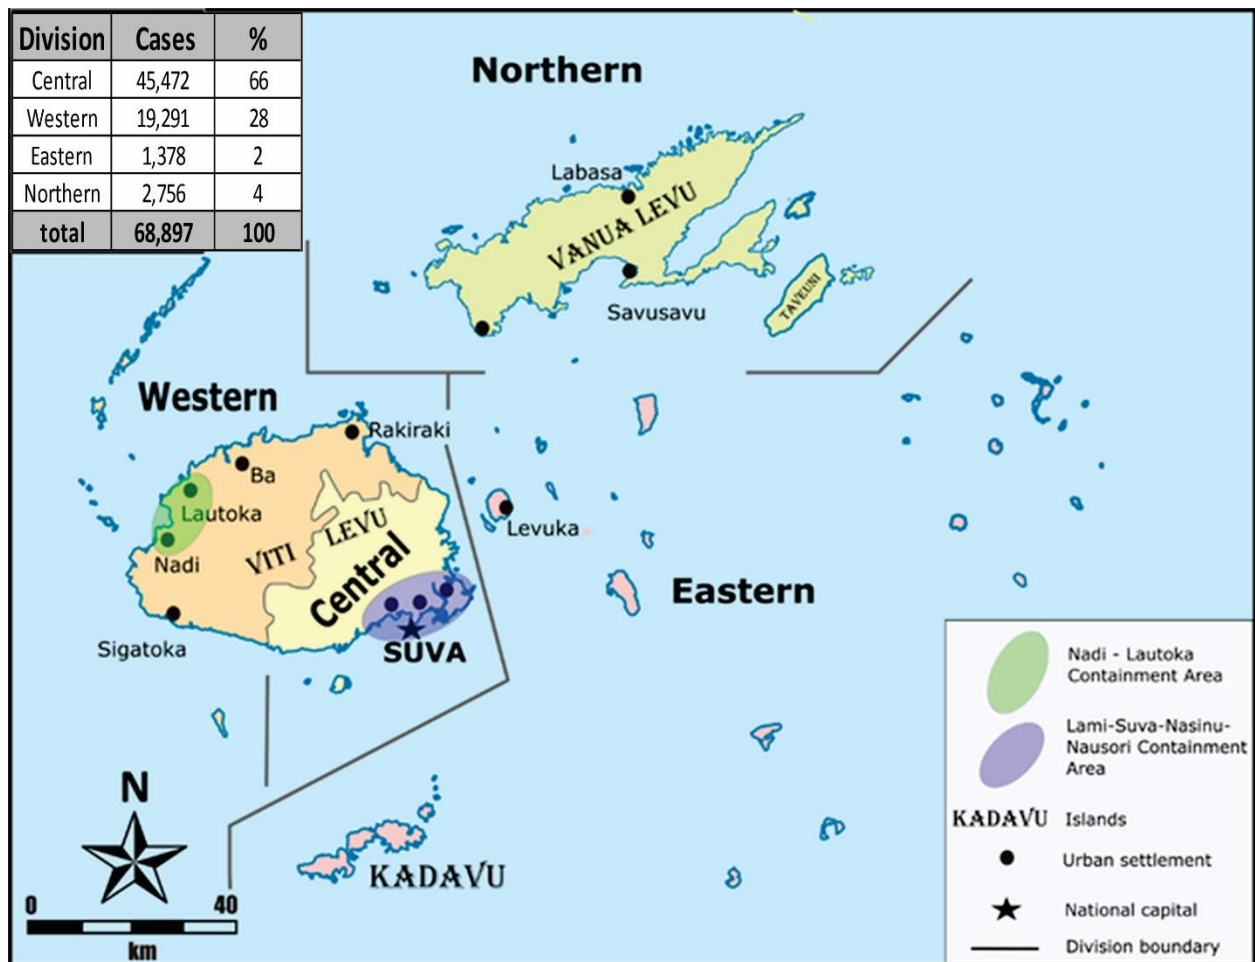 Division Cases %
Central 45,472 66
Western 19,291 28
Eastern 1,378 2
Northern 2,756 4
total 68,897 100
Northern
Labasa
VANUA LEVU
Savusavu
TAVEUNI
Western
Rakiraki
Ba
Lautoka
Nadi
VITI LEVU
Central
Levuka
Eastern
Sigatoka
SUVA
KADAVU
N
0 40
km
Nadi - Lautoka
Containment Area
Lami-Suva-Nasinu-
Nausori Containment
Area
KADAVU Islands
Urban settlement
National capital
Division boundary